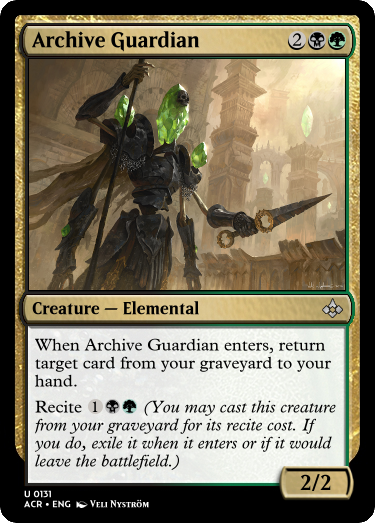 Archive Guardian 2
Creature — Elemental
When Archive Guardian enters, return
target card from your graveyard to your
hand.
Recite 1 (You may cast this creature
from your graveyard for its recite cost. If
you do, exile it when it enters or if it would
leave the battlefield.)
2/2
U 0131
ACR • ENG Veli Nyström